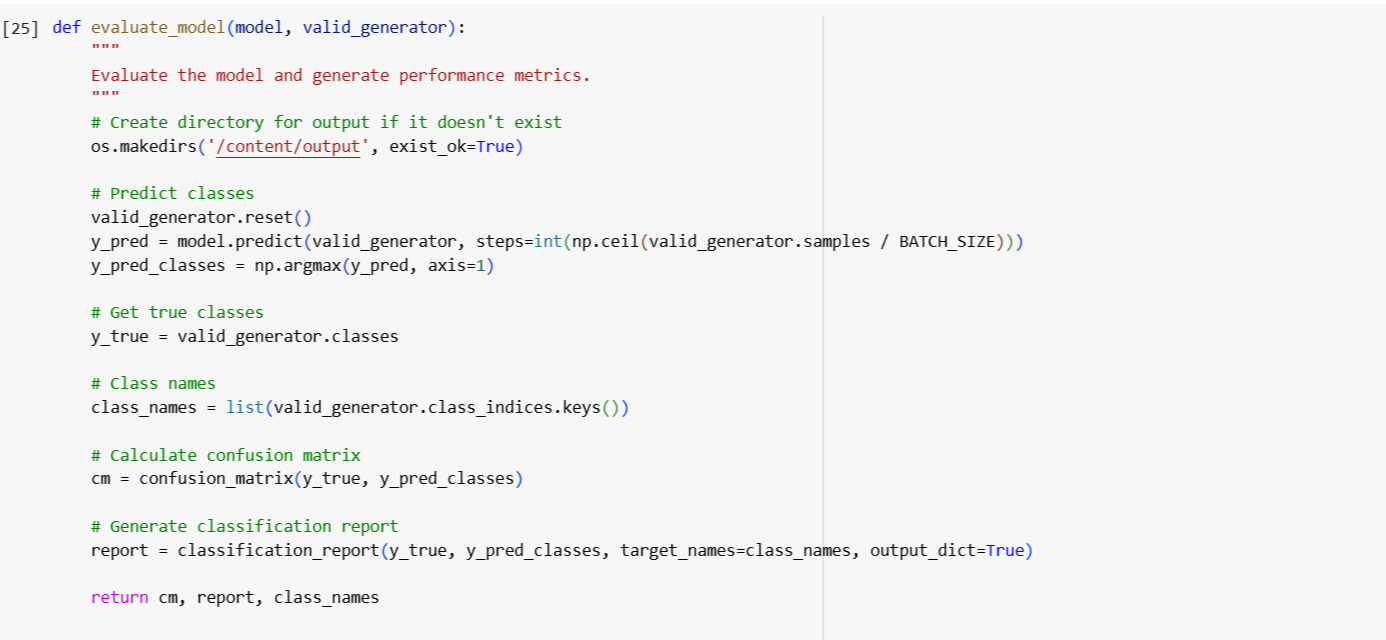 [25] def evaluate_model(model, valid_generator):
"""
Evaluate the model and generate performance metrics.
"""
# Create directory for output if it doesn't exist
os.makedirs('/content/output', exist_ok=True)
# Predict classes
valid_generator.reset()
y_pred = model.predict(valid_generator, steps=int(np.ceil(valid_generator.samples / BATCH_SIZE)))
y_pred_classes = np.argmax(y_pred, axis=1)
# Get true classes
y_true = valid_generator.classes
# Class names
class_names = list(valid_generator.class_indices.keys())
# Calculate confusion matrix
cm = confusion_matrix(y_true, y_pred_classes)
# Generate classification report
report = classification_report(y_true, y_pred_classes, target_names=class_names, output_dict=True)
return cm, report, class_names